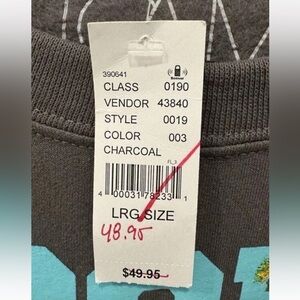 390641
CLASS 0190
VENDOR 43840
STYLE 0019
COLOR 003
CHARCOAL
FL_3
4 00031 78233 1
LRG SIZE
48.95
$49.95